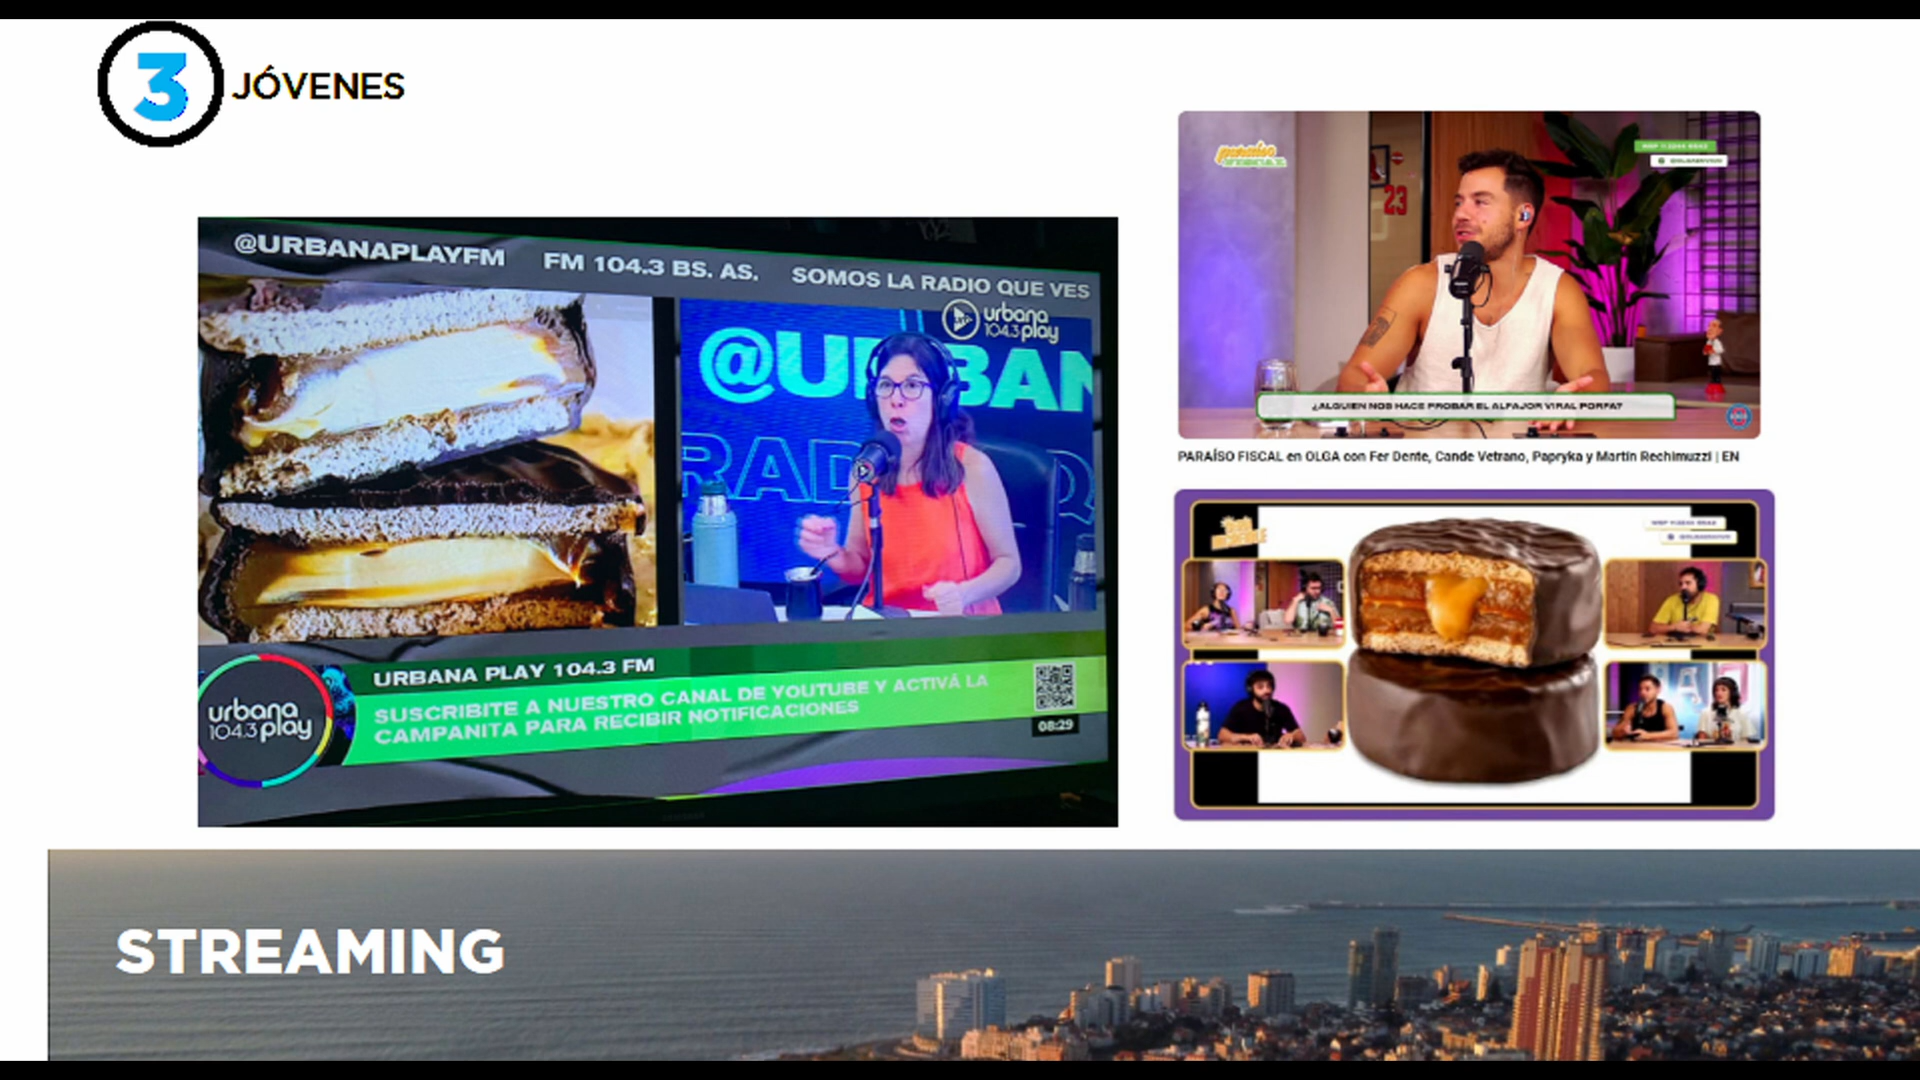 3 JÓVENES
@URBANAPLAYFM FM 104.3 BS. AS. SOMOS LA RADIO QUE VES
urbana
104.3 play
@URBAN
RAD
URBANA PLAY 104.3 FM
SUSCRIBITE A NUESTRO CANAL DE YOUTUBE Y ACTIVÁ LA
CAMPANITA PARA RECIBIR NOTIFICACIONES
urbana
104.3 play
08:29
paraíso
23
¿ALGUIEN NOS HACE PROBAR EL ALFAJOR VIRAL PORFA?
PARAÍSO FISCAL en OLGA con Fer Dente, Cande Vetrano, Papryka y Martín Rechimuzzi | EN
STREAMING